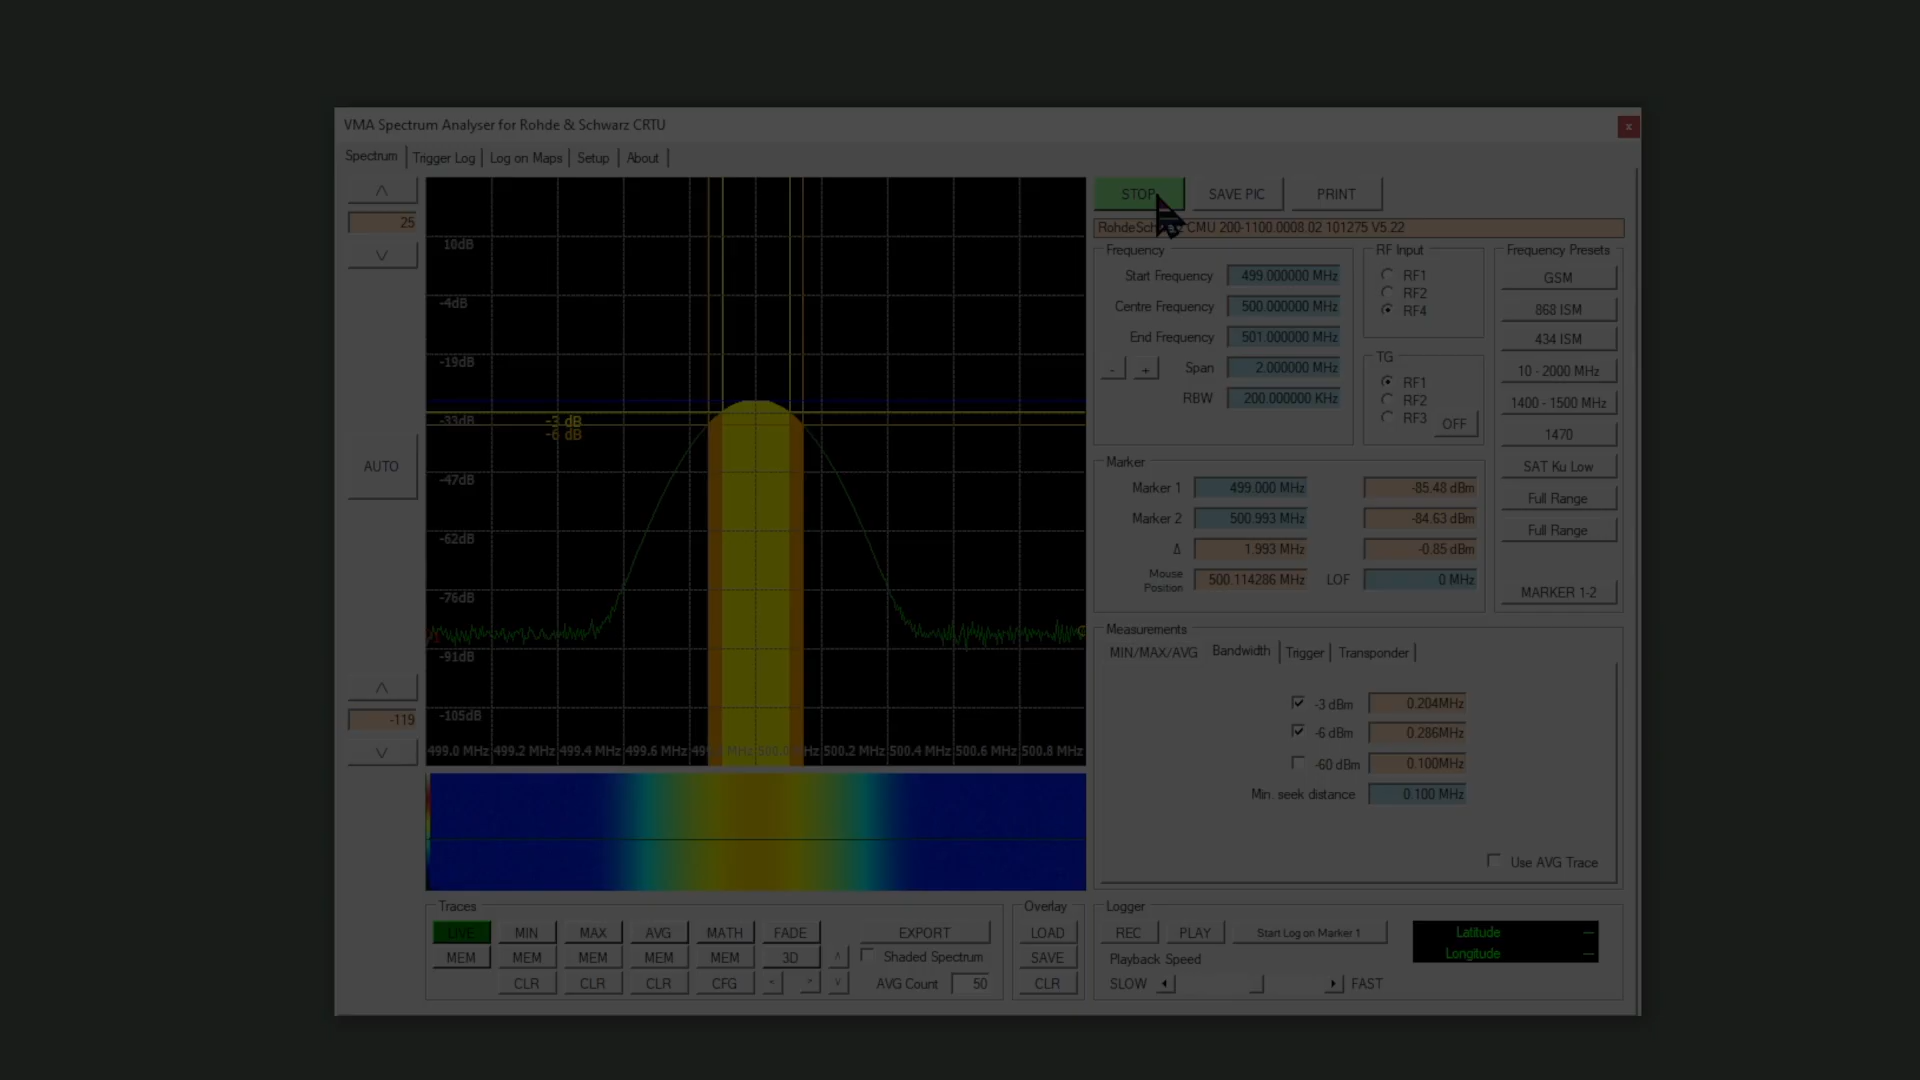 VMA Spectrum Analyser for Rohde & Schwarz CRTU
x
Spectrum Trigger Log Log on Maps Setup About
25
AUTO
-119
10dB
-4dB
-19dB
-33dB
-3 dB
-6 dB
-47dB
-62dB
-76dB
-91dB
-105dB
499.0 MHz 499.2 MHz 499.4 MHz 499.6 MHz 500.2 MHz 500.4 MHz 500.6 MHz 500.8 MHz
STOP SAVE PIC PRINT
CMU 200-1100.0008.02 101275 V5.22
Frequency
Start Frequency 499.000000 MHz
Centre Frequency 500.000000 MHz
End Frequency 501.000000 MHz
- + Span 2.000000 MHz
RBW 200.000000 KHz
RF Input
RF1
RF2
RF4
TG
RF1
RF2
RF3 OFF
Frequency Presets
GSM
868 ISM
434 ISM
10 - 2000 MHz
1400 - 1500 MHz
1470
SAT Ku Low
Full Range
Full Range
MARKER 1-2
Marker
Marker 1 499.000 MHz -85.48 dBm
Marker 2 500.993 MHz -84.63 dBm
Δ 1.993 MHz -0.85 dBm
Mouse Position 500.114286 MHz LOF 0 MHz
Measurements
MIN/MAX/AVG Bandwidth Trigger Transponder
-3 dBm 0.204MHz
-6 dBm 0.286MHz
-60 dBm 0.100MHz
Min. seek distance 0.100 MHz
Use AVG Trace
Traces
LIVE MIN MAX AVG MATH FADE EXPORT
MEM MEM MEM MEM MEM 3D Shaded Spectrum
CLR CLR CLR CFG AVG Count 50
Overlay
LOAD
SAVE
CLR
Logger
REC PLAY Start Log on Marker 1
Playback Speed
SLOW FAST
Latitude —
Longitude —